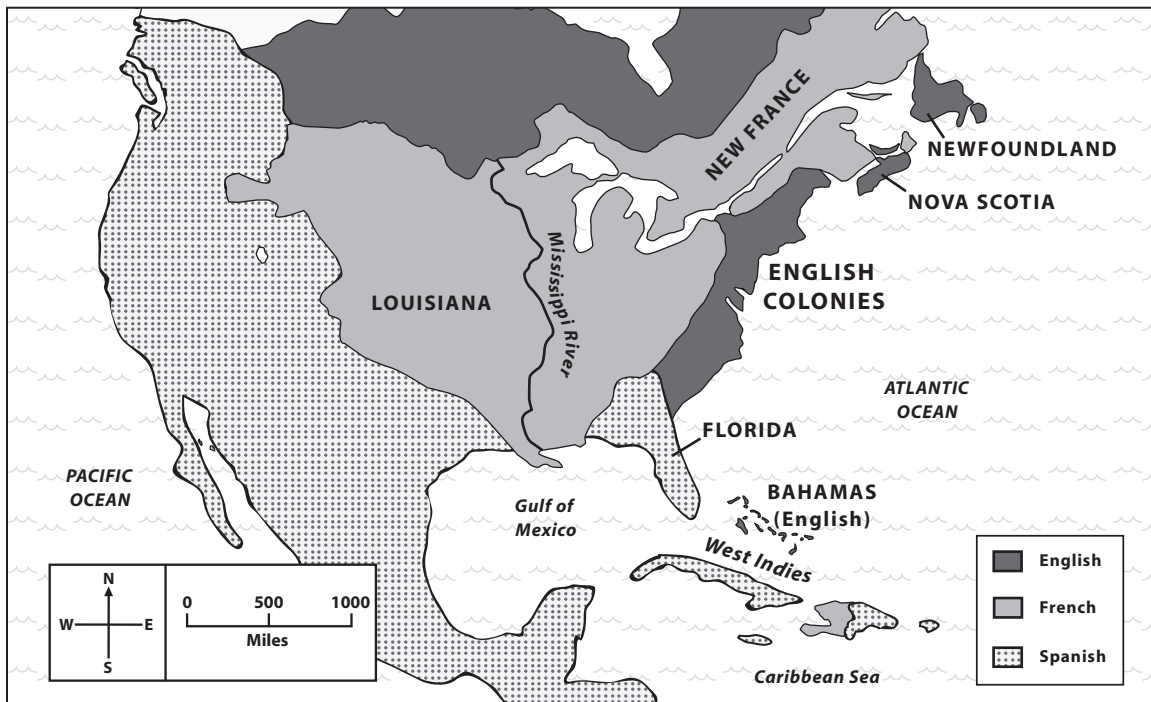 NEW FRANCE
NEWFOUNDLAND
NOVA SCOTIA
ENGLISH
COLONIES
LOUISIANA
Mississippi River
ATLANTIC
OCEAN
FLORIDA
PACIFIC
OCEAN
Gulf of
Mexico
BAHAMAS
(English)
West Indies
Caribbean Sea
N
W E
S
0 500 1000
Miles
English
French
Spanish